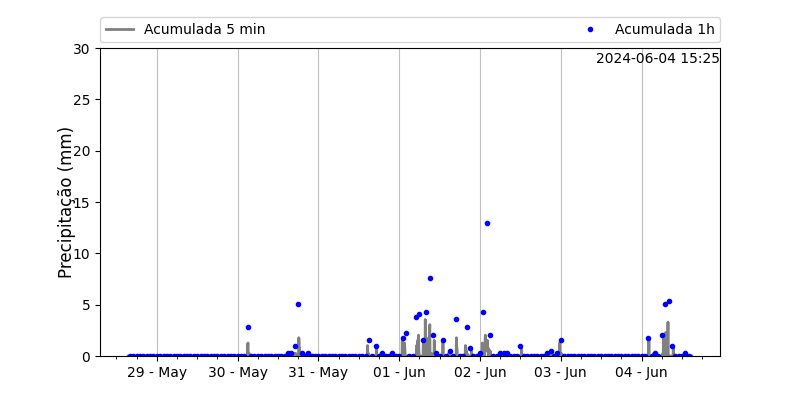 Acumulada 5 min
Acumulada 1h
2024-06-04 15:25
Precipitação (mm)
30
25
20
15
10
5
0
29 - May
30 - May
31 - May
01 - Jun
02 - Jun
03 - Jun
04 - Jun